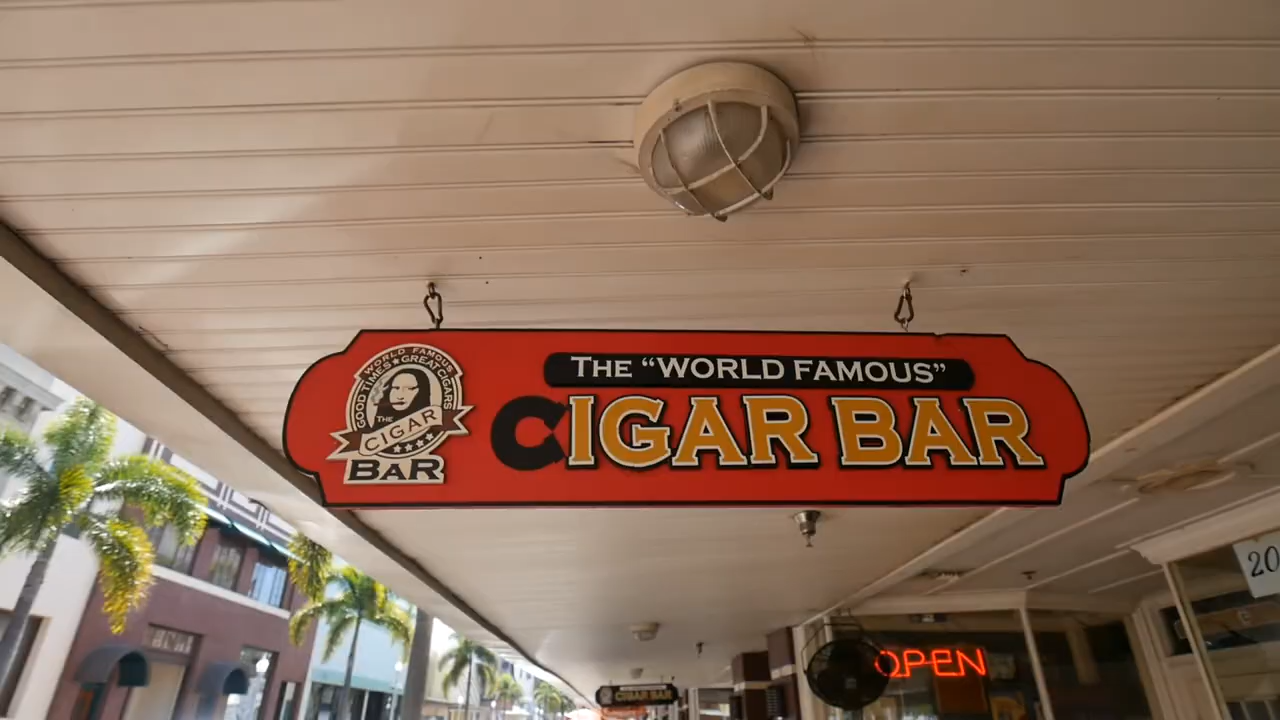 THE "WORLD FAMOUS"
CIGAR BAR
WORLD FAMOUS
GOOD TIMES ★ GREAT CIGARS
THE
CIGAR
BAR
OPEN
20
CIGAR BAR